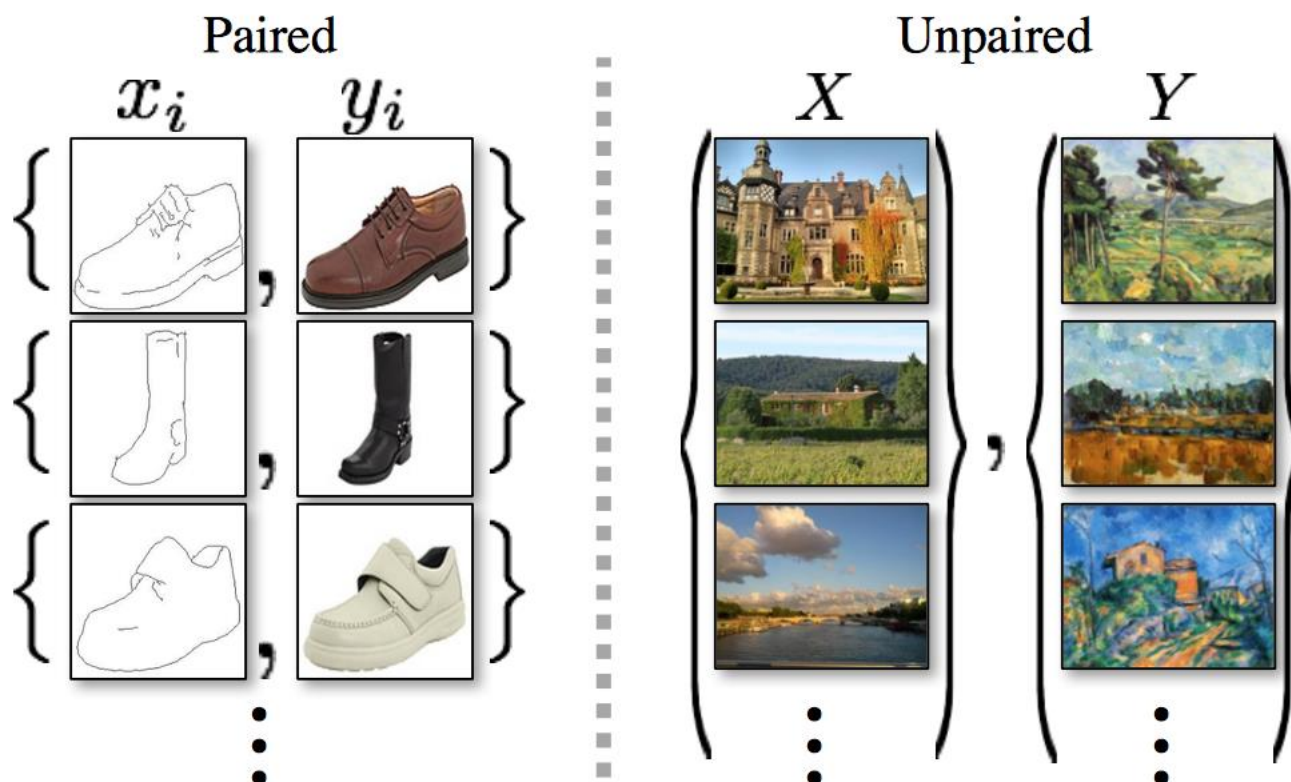 Paired
Unpaired
x_i
y_i
X
Y
{ , }
{ , }
{ , }
{ } , { }
⋮
⋮
⋮